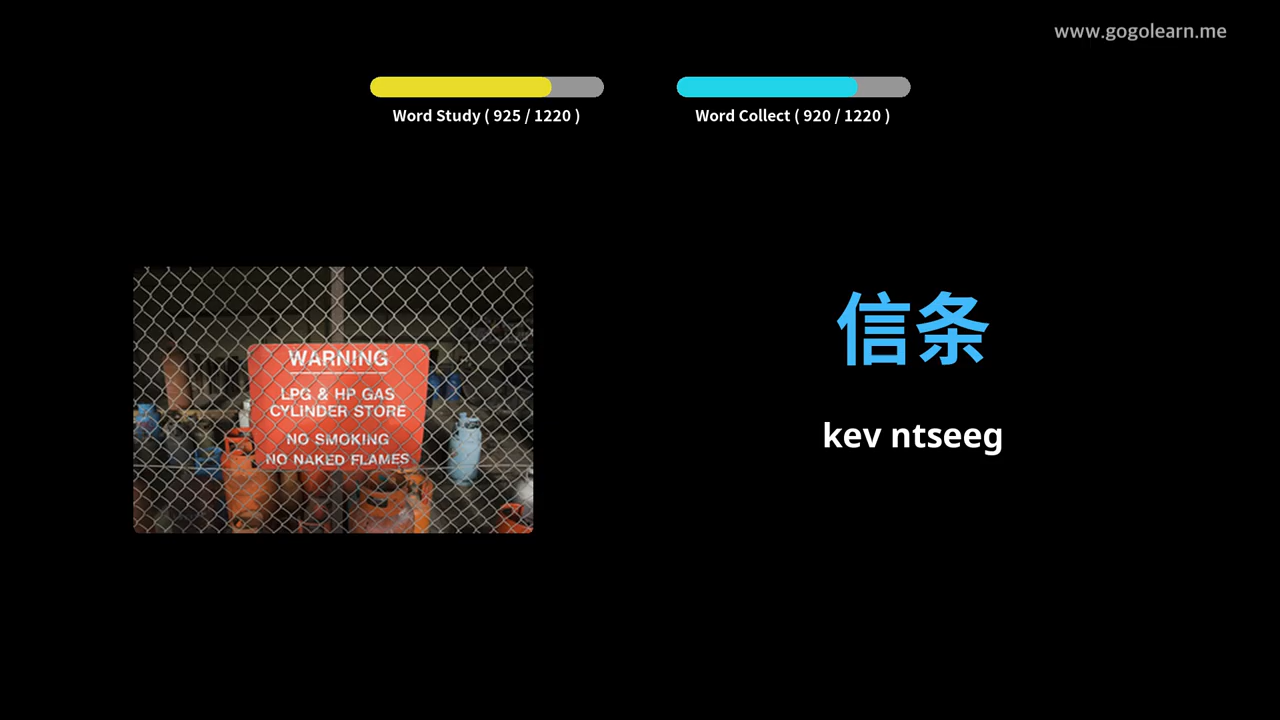 www.gogolearn.me
Word Study ( 925 / 1220 )
Word Collect ( 920 / 1220 )
WARNING
LPG & HP GAS
CYLINDER STORE
NO SMOKING
NO NAKED FLAMES
信条
kev ntseeg